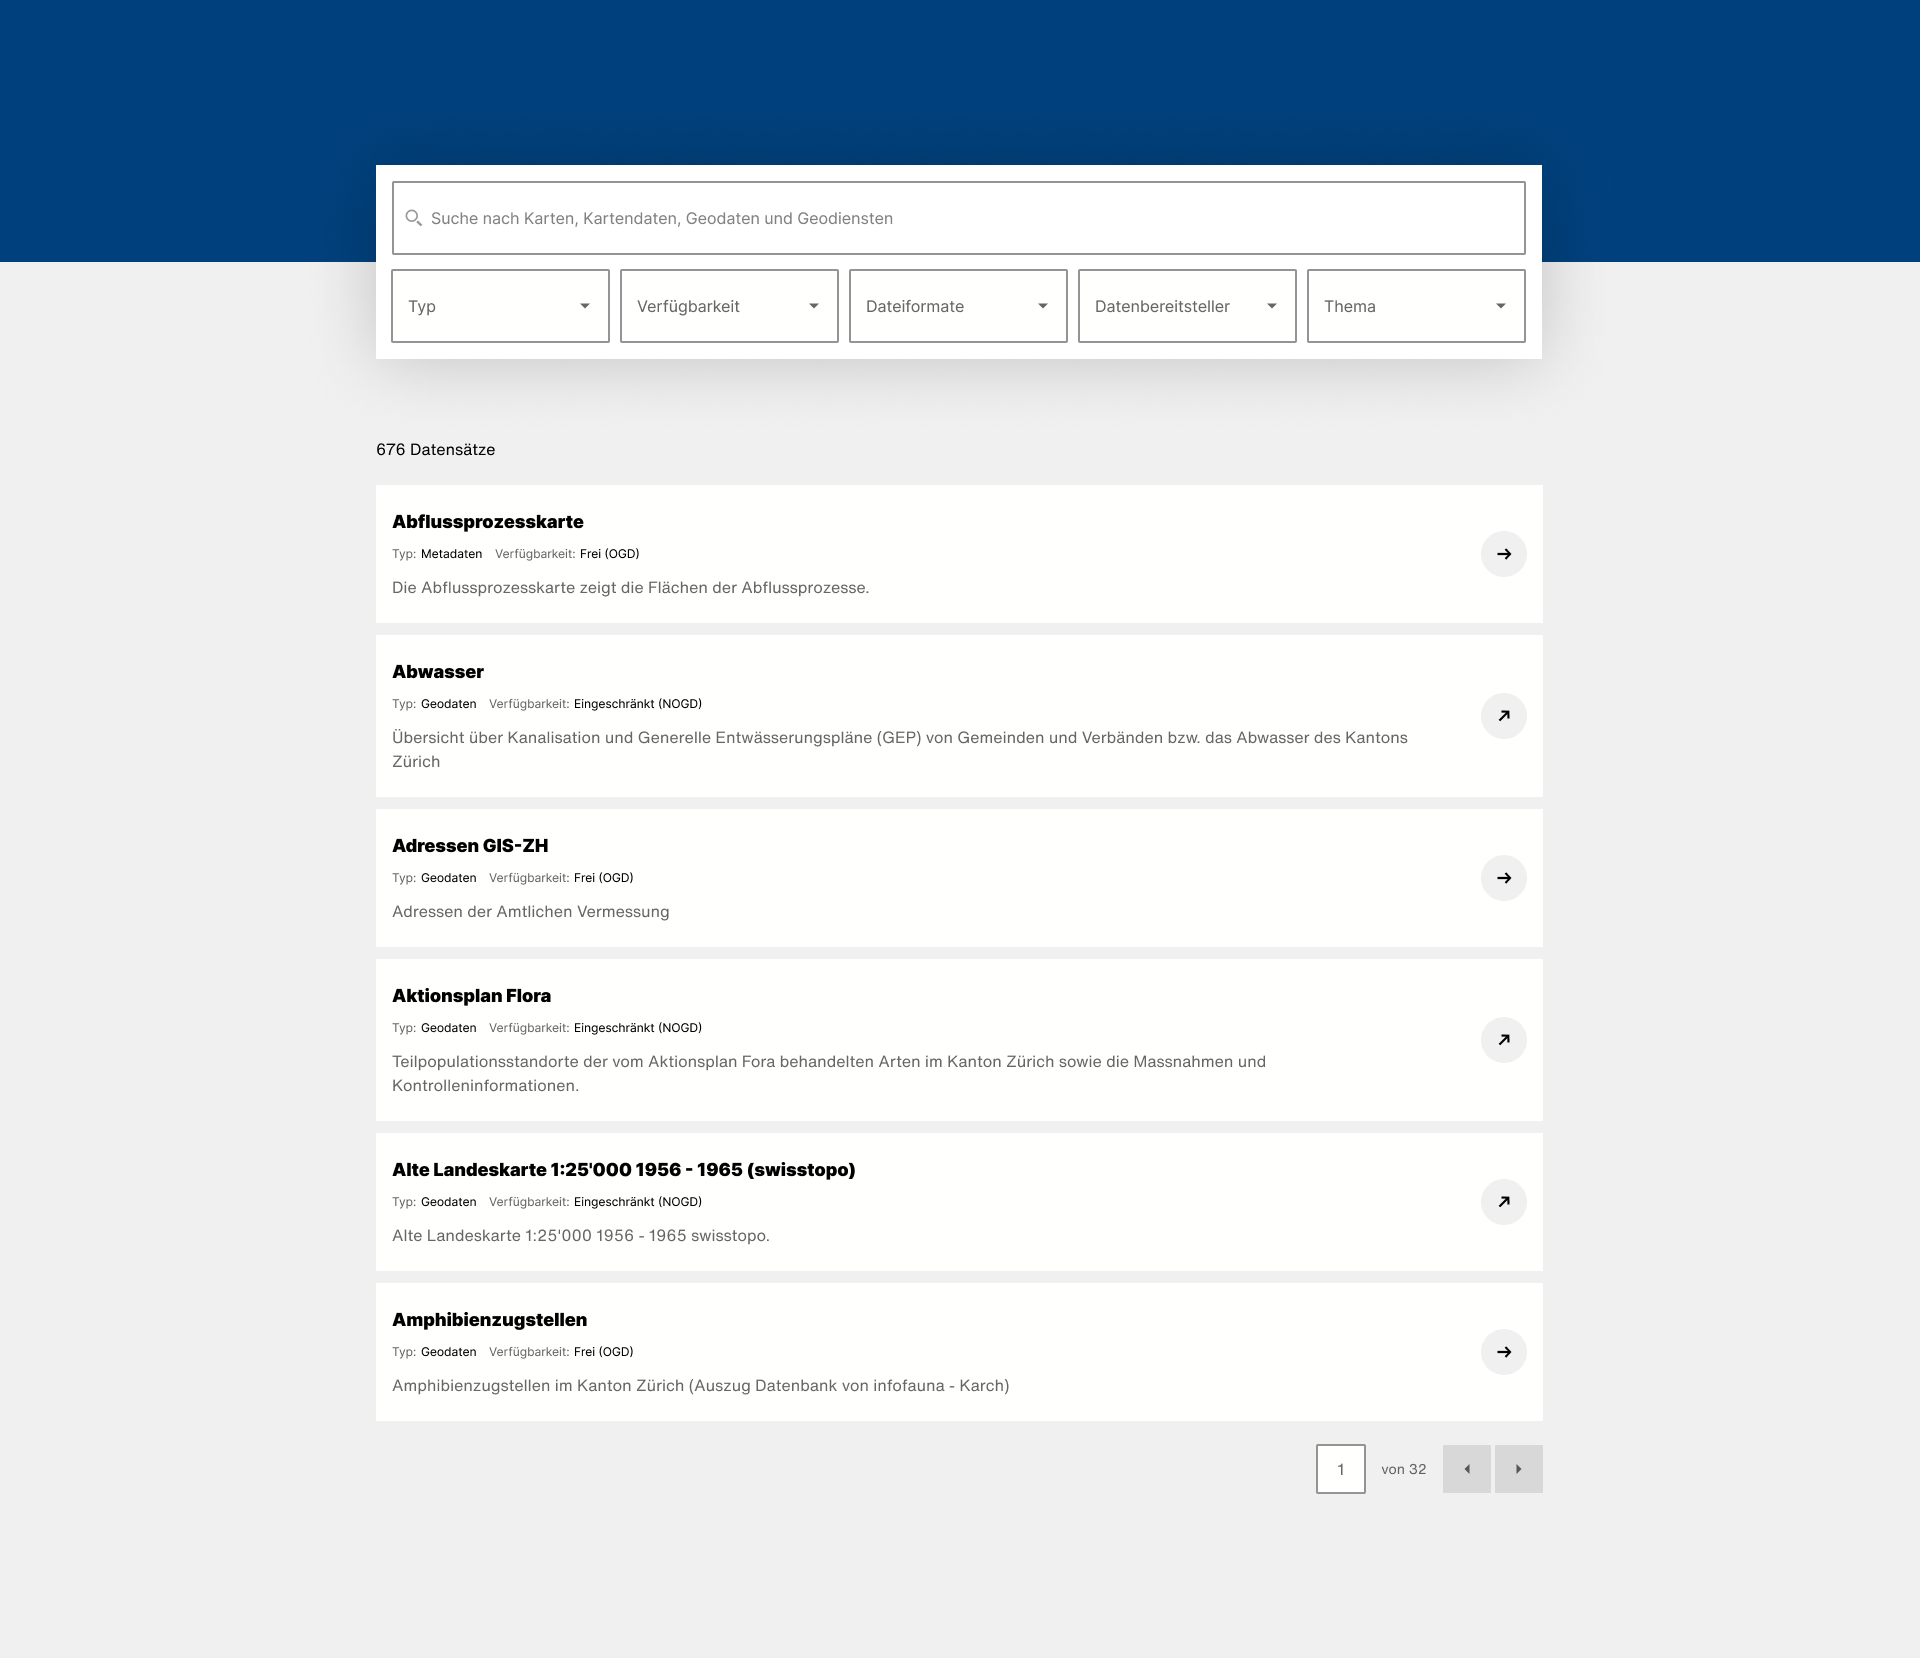 Suche nach Karten, Kartendaten, Geodaten und Geodiensten
Typ
Verfügbarkeit
Dateiformate
Datenbereitsteller
Thema
676 Datensätze
Abflussprozesskarte
Typ: Metadaten Verfügbarkeit: Frei (OGD)
Die Abflussprozesskarte zeigt die Flächen der Abflussprozesse.
Abwasser
Typ: Geodaten Verfügbarkeit: Eingeschränkt (NOGD)
Übersicht über Kanalisation und Generelle Entwässerungspläne (GEP) von Gemeinden und Verbänden bzw. das Abwasser des Kantons
Zürich
Adressen GIS-ZH
Typ: Geodaten Verfügbarkeit: Frei (OGD)
Adressen der Amtlichen Vermessung
Aktionsplan Flora
Typ: Geodaten Verfügbarkeit: Eingeschränkt (NOGD)
Teilpopulationsstandorte der vom Aktionsplan Fora behandelten Arten im Kanton Zürich sowie die Massnahmen und
Kontrolleninformationen.
Alte Landeskarte 1:25'000 1956 - 1965 (swisstopo)
Typ: Geodaten Verfügbarkeit: Eingeschränkt (NOGD)
Alte Landeskarte 1:25'000 1956 - 1965 swisstopo.
Amphibienzugstellen
Typ: Geodaten Verfügbarkeit: Frei (OGD)
Amphibienzugstellen im Kanton Zürich (Auszug Datenbank von infofauna - Karch)
1 von 32